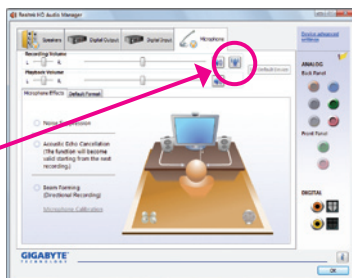 Realtek HD Audio Manager
Speakers
Digital Output
Digital Input
Microphone
Device advanced
settings
Recording Volume
L
R
Playback Volume
L
R
ANALOG
Back Panel
Microphone Effects
Default Format
Noise Suppression
Acoustic Echo Cancellation
(The function will become
valid starting from the next
recording.)
Front Panel
Beam Forming
(Directional Recording)
Microphone Calibration
DIGITAL
GIGABYTE
TECHNOLOGY
i
OK